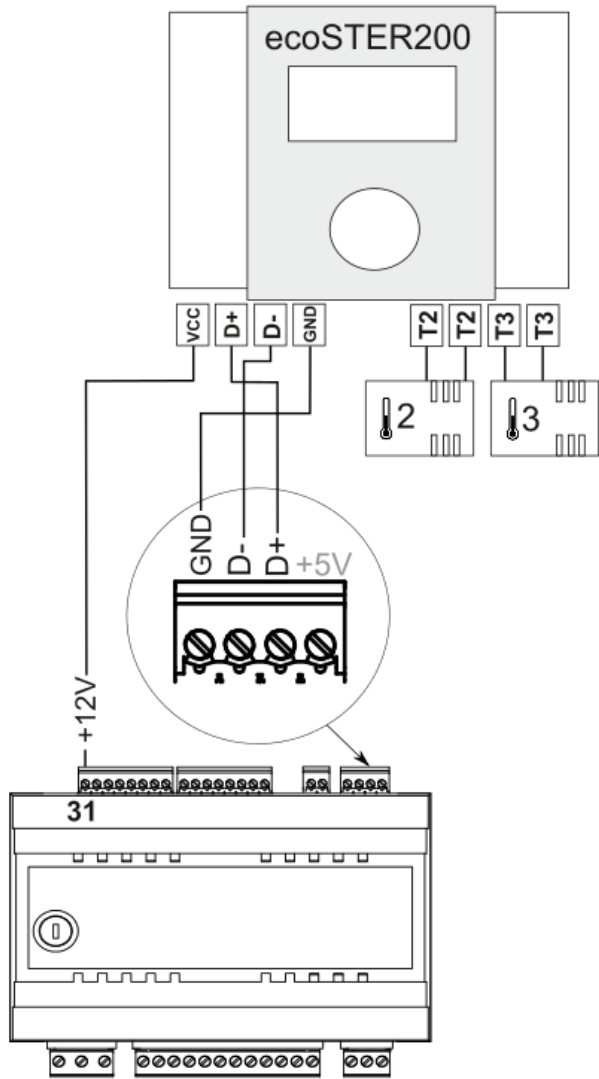 ecoSTER200
VCC D+ D- GND T2 T2 T3 T3
2 3
GND D- D+ +5V
+12V
31